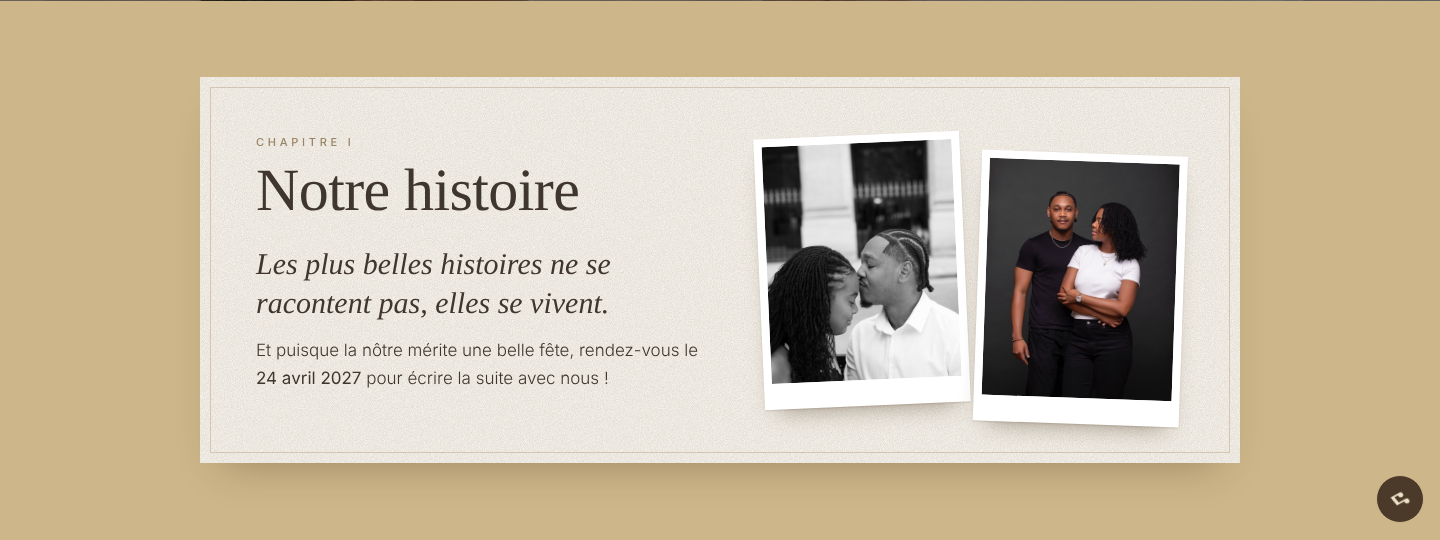 CHAPITRE I
Notre histoire
Les plus belles histoires ne se
racontent pas, elles se vivent.
Et puisque la nôtre mérite une belle fête, rendez-vous le
24 avril 2027 pour écrire la suite avec nous !